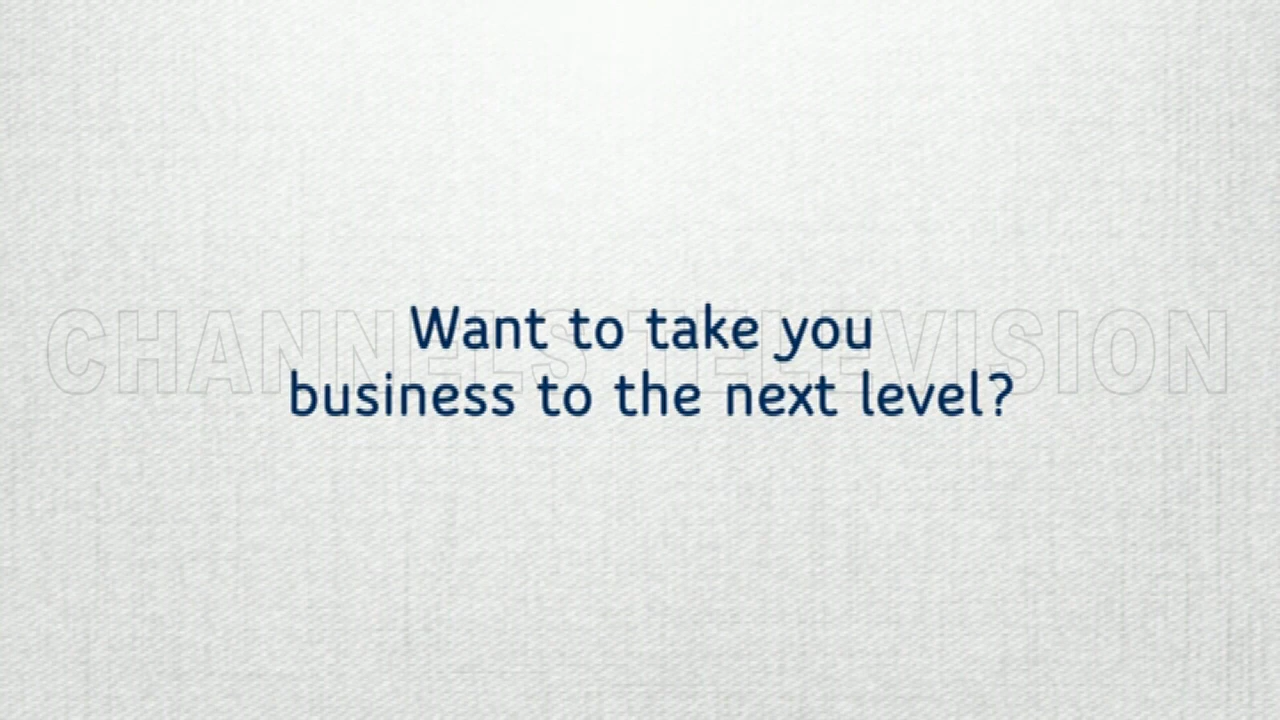 Want to take you
business to the next level?
CHANNELS TELEVISION